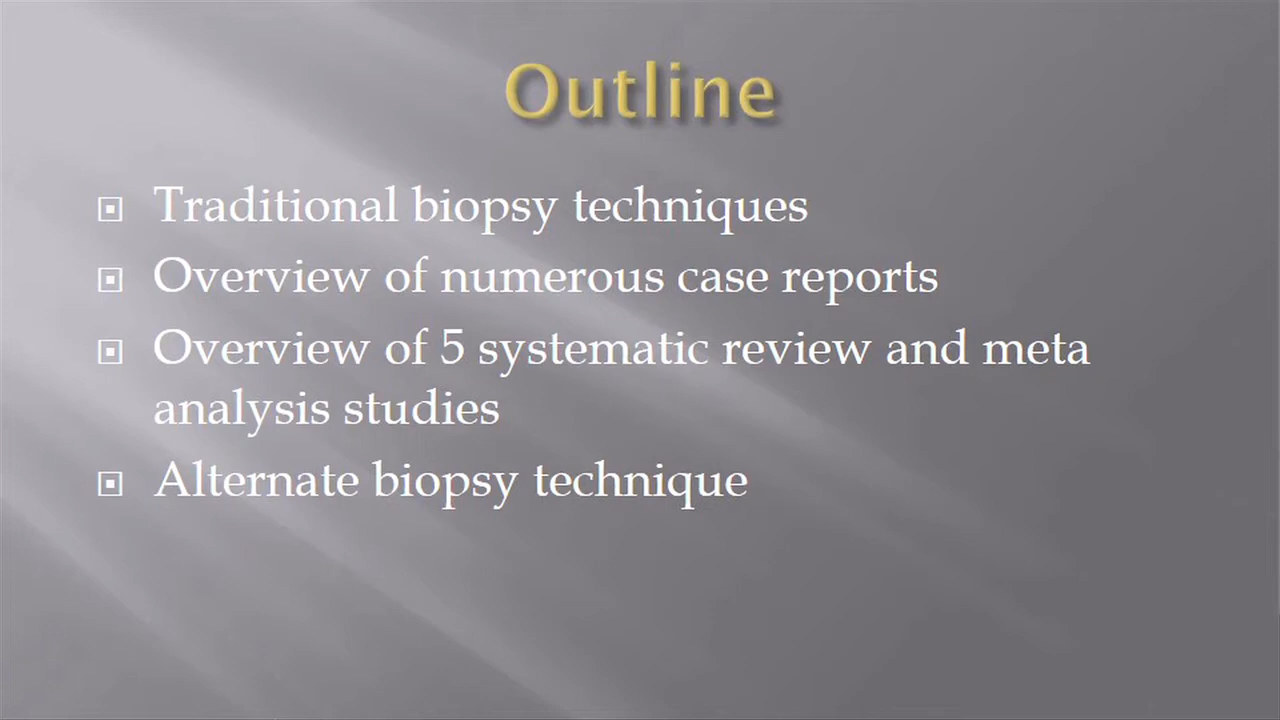 Outline
Traditional biopsy techniques
Overview of numerous case reports
Overview of 5 systematic review and meta
analysis studies
Alternate biopsy technique